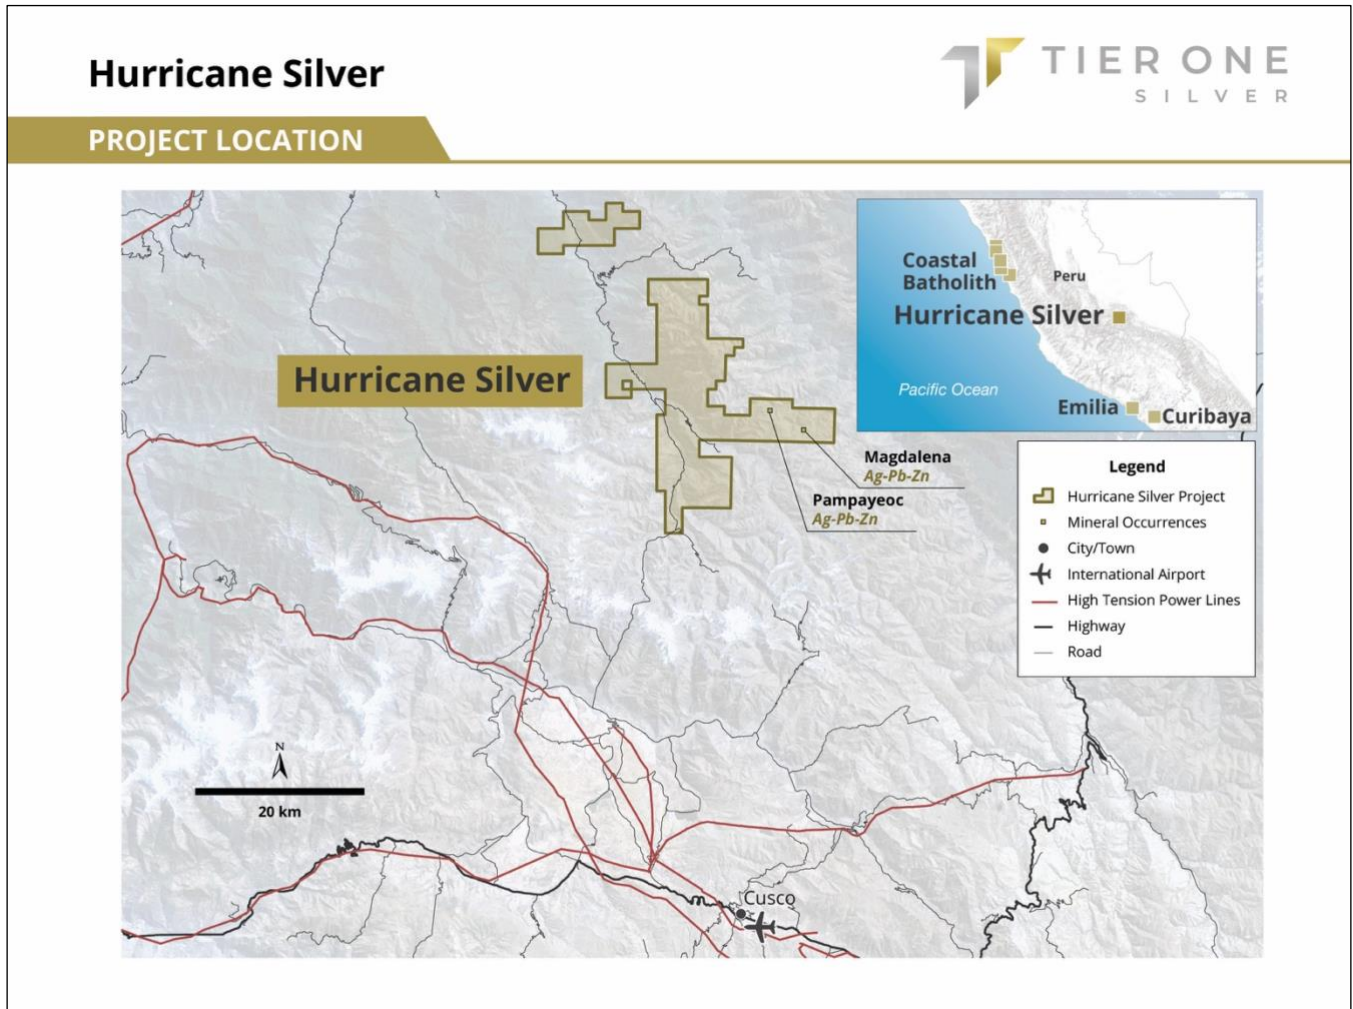 Hurricane Silver
TIER ONE
SILVER
PROJECT LOCATION
Coastal
Batholith
Peru
Hurricane Silver
Pacific Ocean
Emilia
Curibaya
Hurricane Silver
Magdalena
Ag-Pb-Zn
Pampayeoc
Ag-Pb-Zn
Legend
Hurricane Silver Project
Mineral Occurrences
City/Town
International Airport
High Tension Power Lines
Highway
Road
N
20 km
Cusco